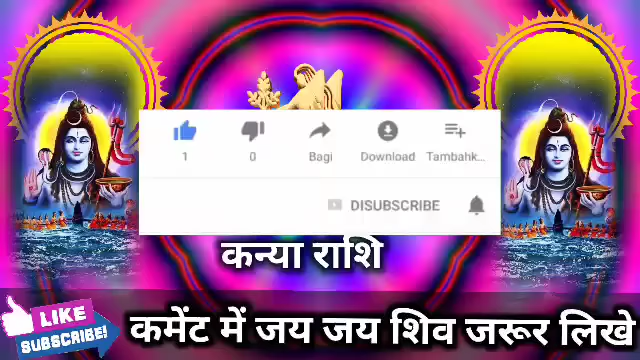 1 0 Bagi Download Tambahk...
DISUBSCRIBE
कन्या राशि
LIKE
SUBSCRIBE!
कमेंट में जय जय शिव जरूर लिखे